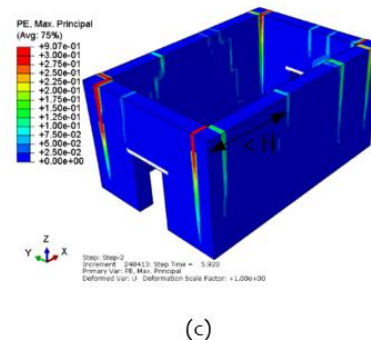 PE, Max. Principal
(Avg: 75%)
+9.07e-01
+3.00e-01
+2.75e-01
+2.50e-01
+2.25e-01
+2.00e-01
+1.75e-01
+1.50e-01
+1.25e-01
+1.00e-01
+7.50e-02
+5.00e-02
+2.50e-02
+0.00e+00
< H
Z
Y
X
Step: Step-2
Increment 248413: Step Time = 5.920
Primary Var: PE, Max. Principal
Deformed Var: U Deformation Scale Factor: +1.00e+00
(c)